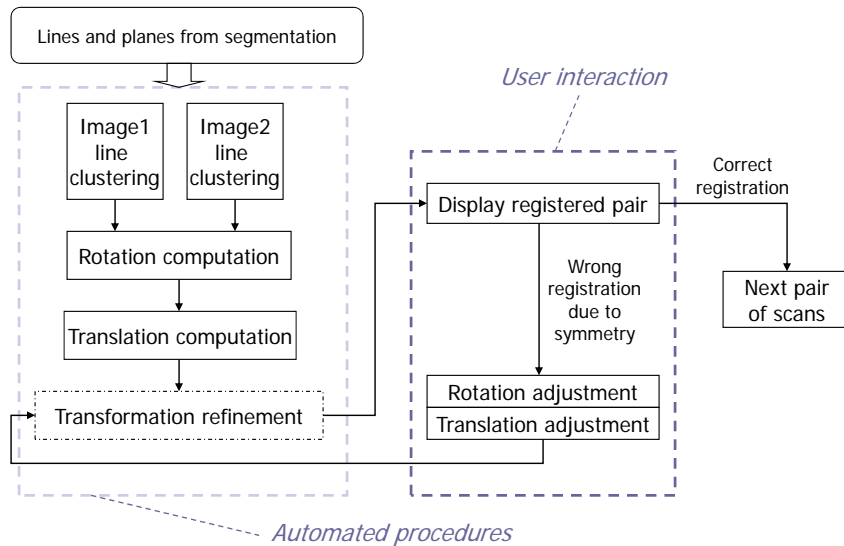 Lines and planes from segmentation
User interaction
Image1
line
clustering
Image2
line
clustering
Correct
registration
Display registered pair
Rotation computation
Wrong
registration
due to
symmetry
Next pair
of scans
Translation computation
Rotation adjustment
Transformation refinement
Translation adjustment
Automated procedures